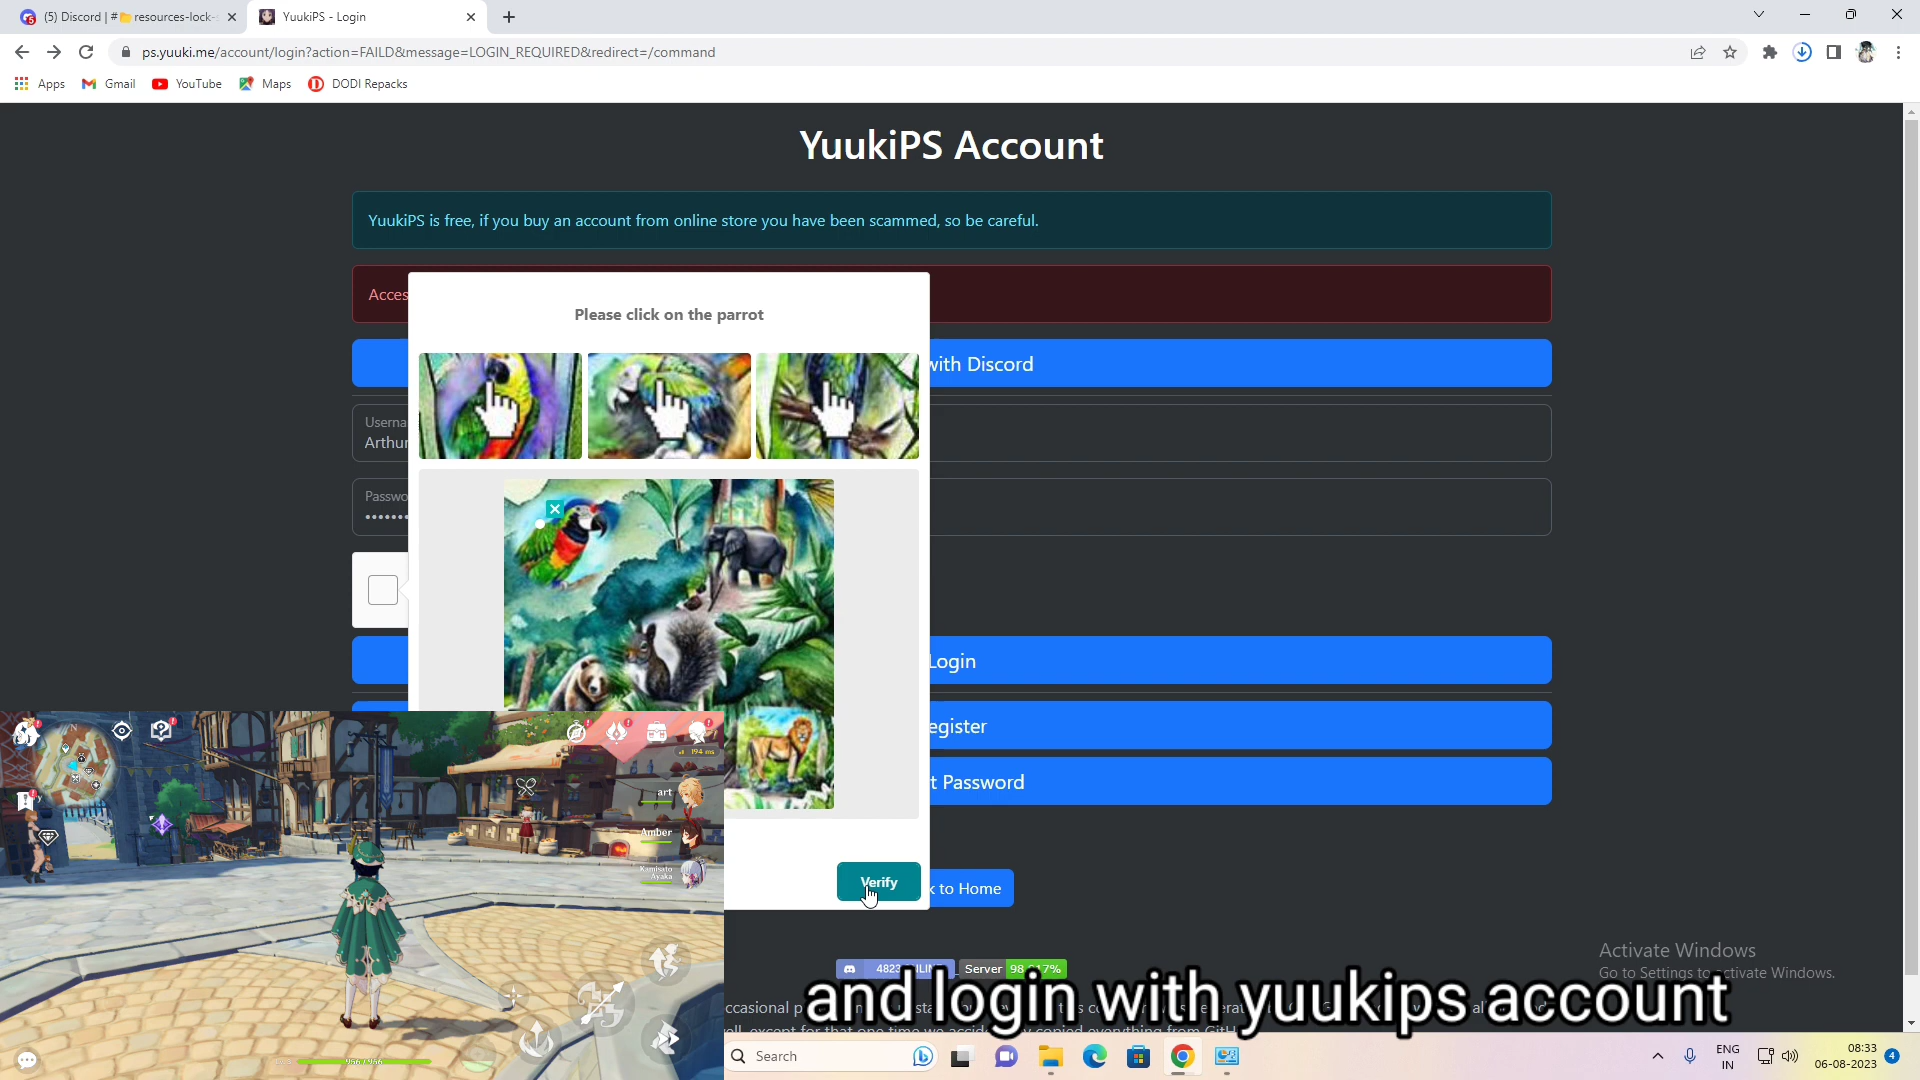 (5) Discord | # resources-lock-
YuukiPS - Login
ps.yuuki.me/account/login?action=FAILD&message=LOGIN_REQUIRED&redirect=/command
Apps
Gmail
YouTube
Maps
DODI Repacks
YuukiPS Account
YuukiPS is free, if you buy an account from online store you have been scammed, so be careful.
Acces
Please click on the parrot
with Discord
Userna
Arthur
Passwo
Login
egister
t Password
Verify
k to Home
194 ms
art
Amber
Kamisato
Ayaka
Server
Activate Windows
Go to Settings to activate Windows.
and login with yuukips account
Search
ENG
IN
08:33
06-08-2023
4